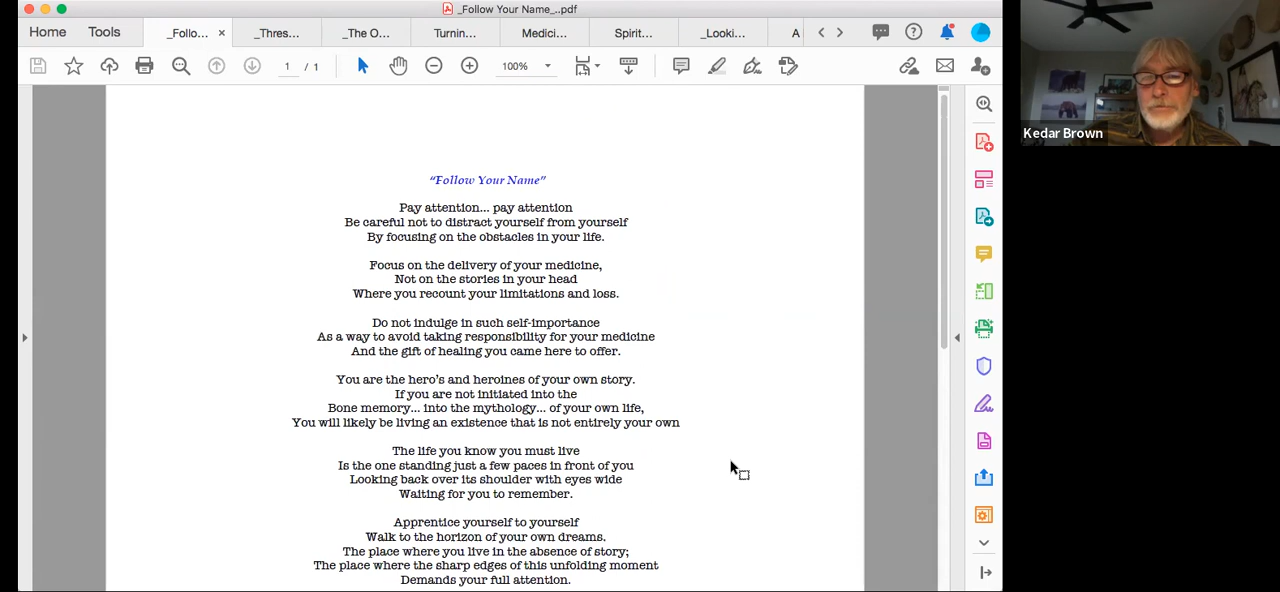 _Follow Your Name_..pdf
Home
Tools
_Follo...
_Thres...
_The O...
Turnin...
Medici...
Spirit...
_Looki...
A
1 / 1
100%
Kedar Brown
“Follow Your Name”
Pay attention... pay attention
Be careful not to distract yourself from yourself
By focusing on the obstacles in your life.
Focus on the delivery of your medicine,
Not on the stories in your head
Where you recount your limitations and loss.
Do not indulge in such self-importance
As a way to avoid taking responsibility for your medicine
And the gift of healing you came here to offer.
You are the hero’s and heroines of your own story.
If you are not initiated into the
Bone memory... into the mythology... of your own life,
You will likely be living an existence that is not entirely your own
The life you know you must live
Is the one standing just a few paces in front of you
Looking back over its shoulder with eyes wide
Waiting for you to remember.
Apprentice yourself to yourself
Walk to the horizon of your own dreams.
The place where you live in the absence of story;
The place where the sharp edges of this unfolding moment
Demands your full attention.